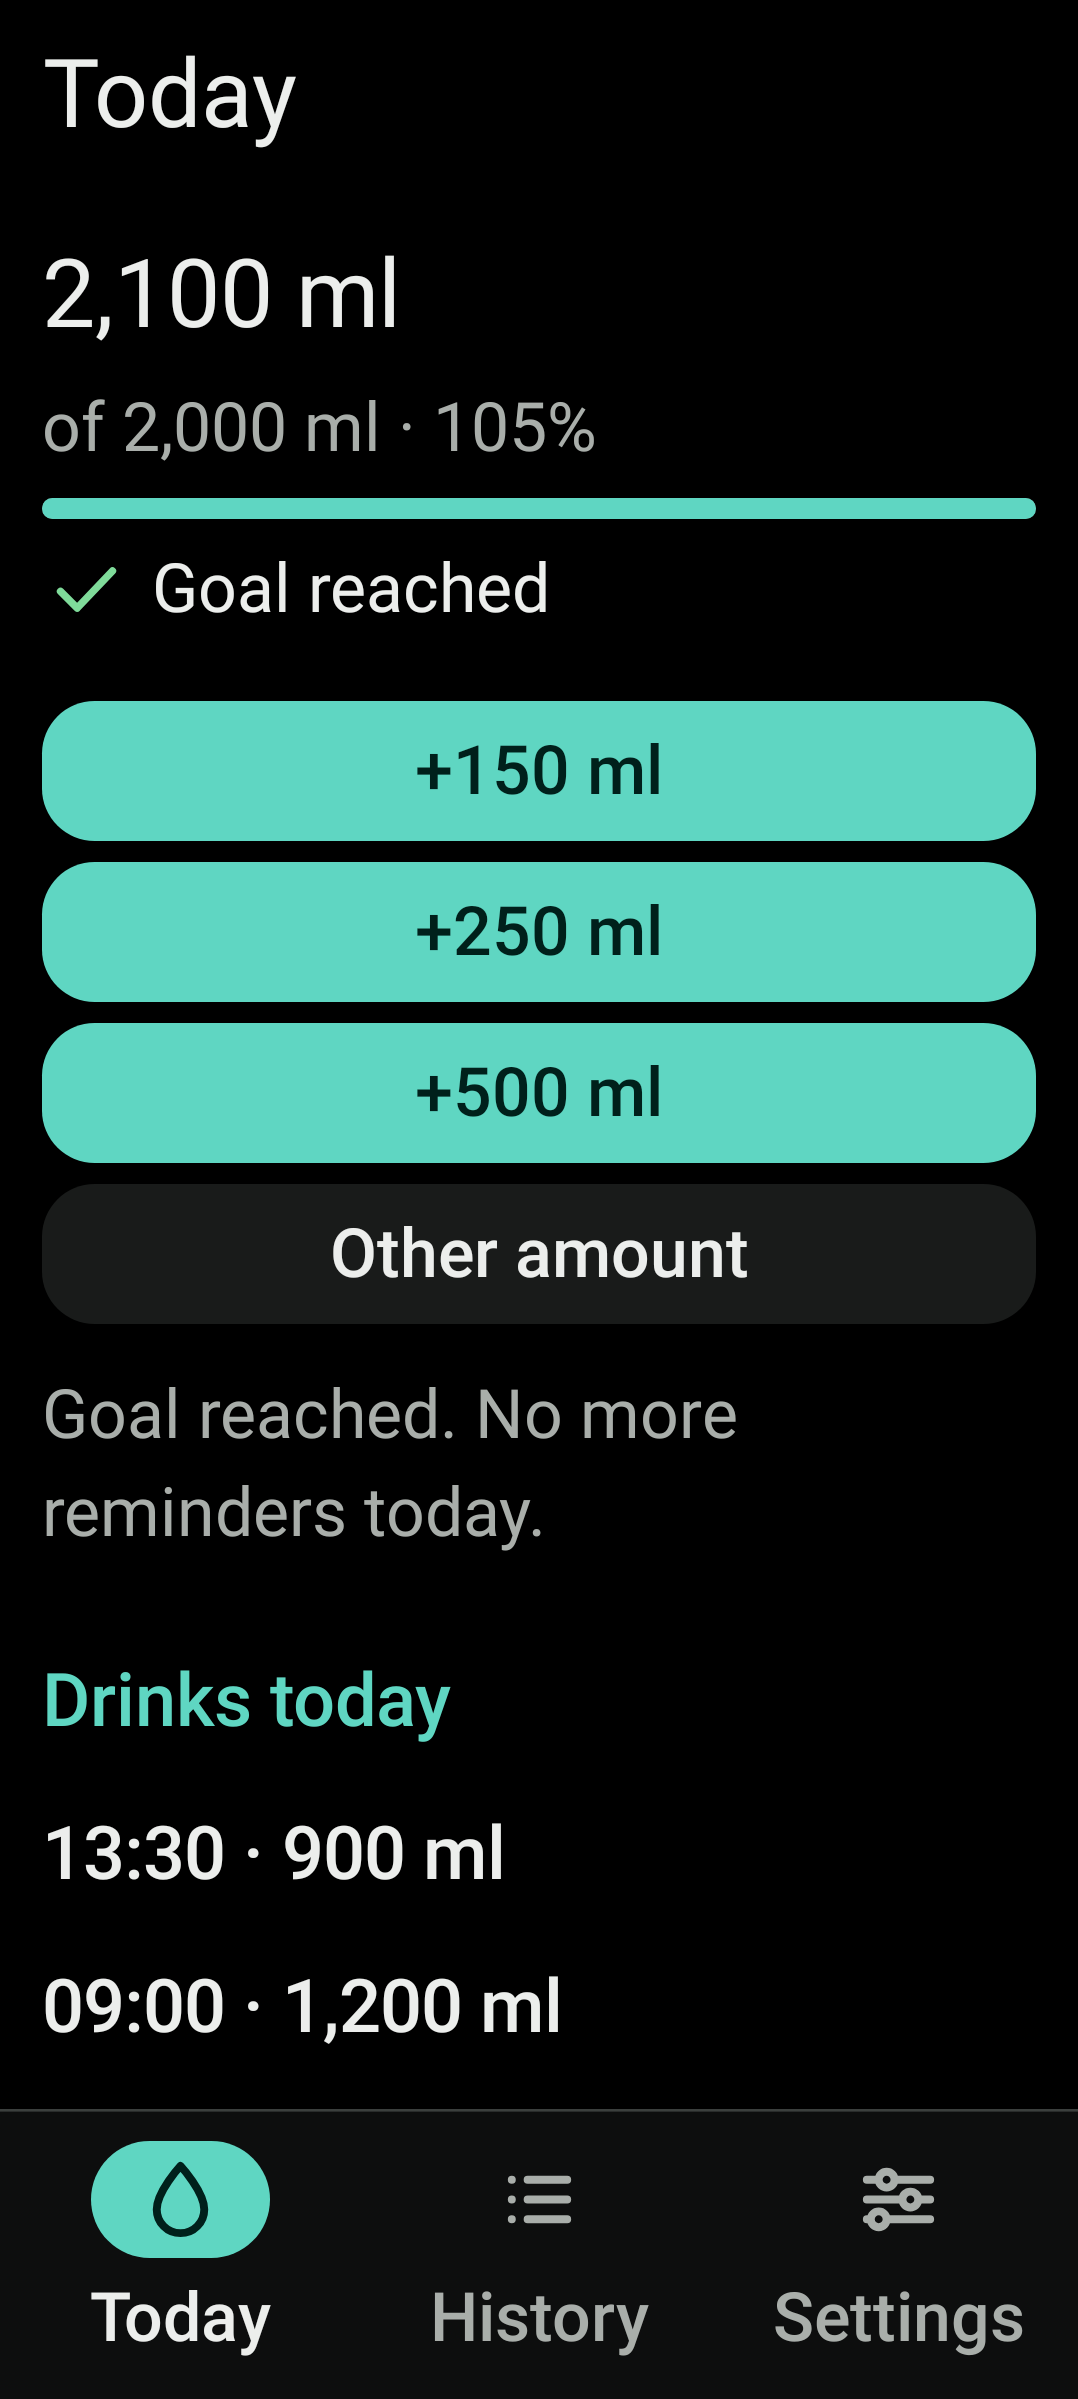 Today
2,100 ml
of 2,000 ml · 105%
Goal reached
+150 ml
+250 ml
+500 ml
Other amount
Goal reached. No more
reminders today.
Drinks today
13:30 · 900 ml
09:00 · 1,200 ml
Today
History
Settings